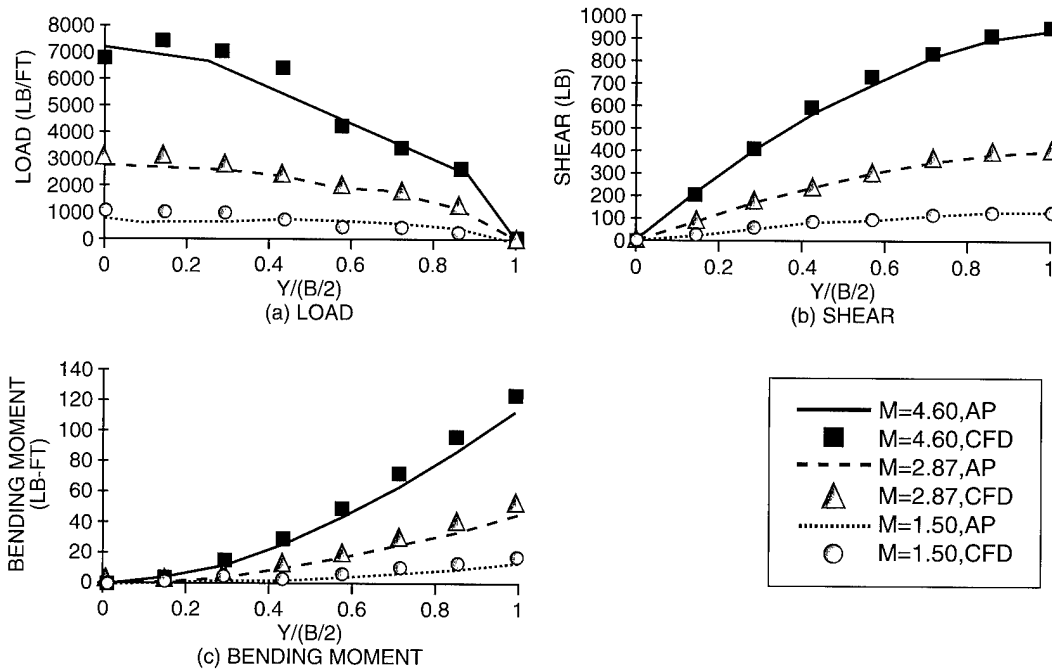 LOAD (LB/FT)
8000
7000
6000
5000
4000
3000
2000
1000
0
0 0.2 0.4 0.6 0.8 1
Y/(B/2)
(a) LOAD
SHEAR (LB)
1000
900
800
700
600
500
400
300
200
100
0
0 0.2 0.4 0.6 0.8 1
Y/(B/2)
(b) SHEAR
BENDING MOMENT
(LB-FT)
140
120
100
80
60
40
20
0
0 0.2 0.4 0.6 0.8 1
Y/(B/2)
(c) BENDING MOMENT
M=4.60,AP
M=4.60,CFD
M=2.87,AP
M=2.87,CFD
M=1.50,AP
M=1.50,CFD